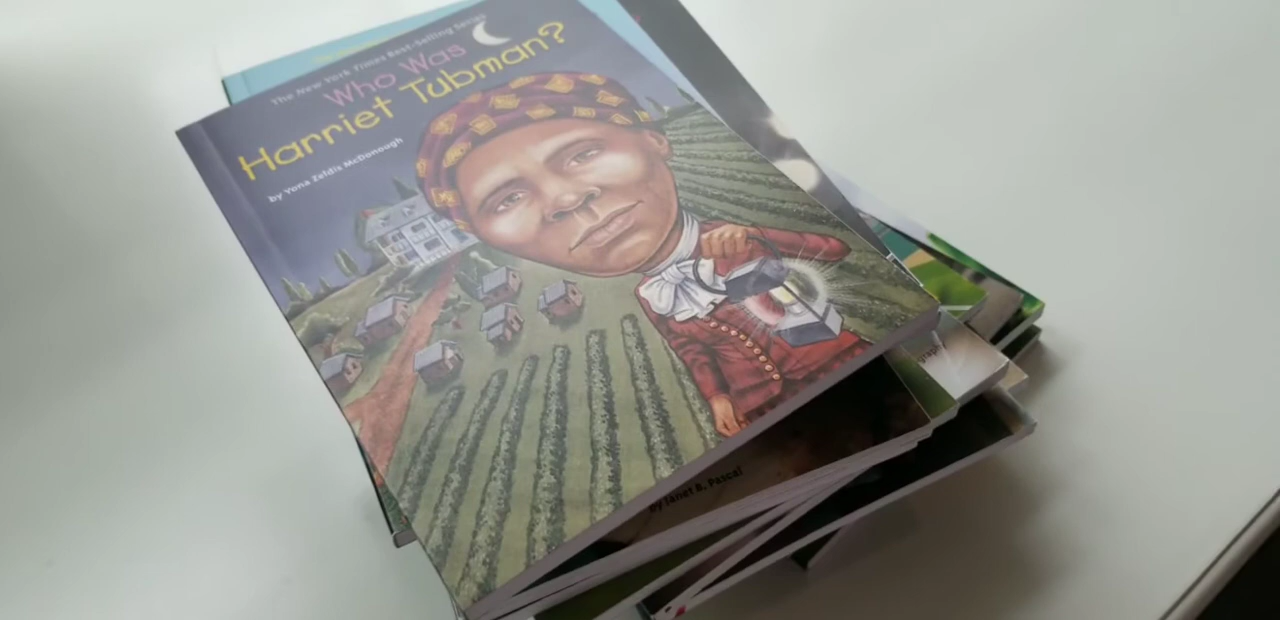 The New York Times Best-Selling Series
Who Was
Harriet Tubman?
by Yona Zeldis McDonough
by Janet B. Pascal